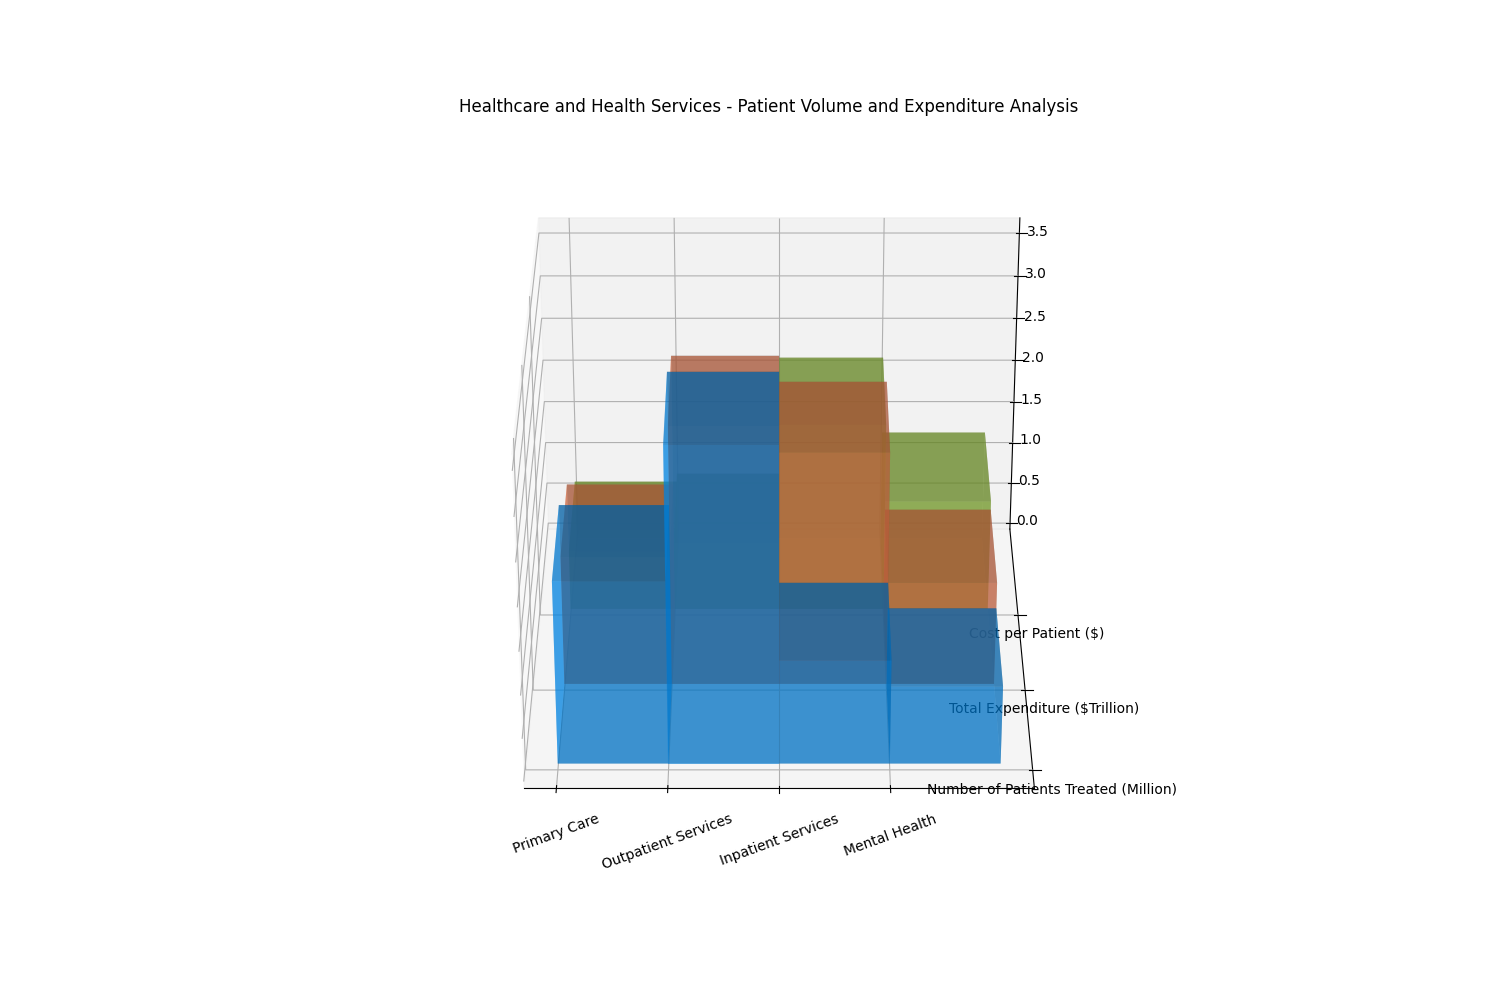 Healthcare and Health Services - Patient Volume and Expenditure Analysis
3.5
3.0
2.5
2.0
1.5
1.0
0.5
0.0
Cost per Patient ($)
Total Expenditure ($Trillion)
Number of Patients Treated (Million)
Primary Care
Outpatient Services
Inpatient Services
Mental Health